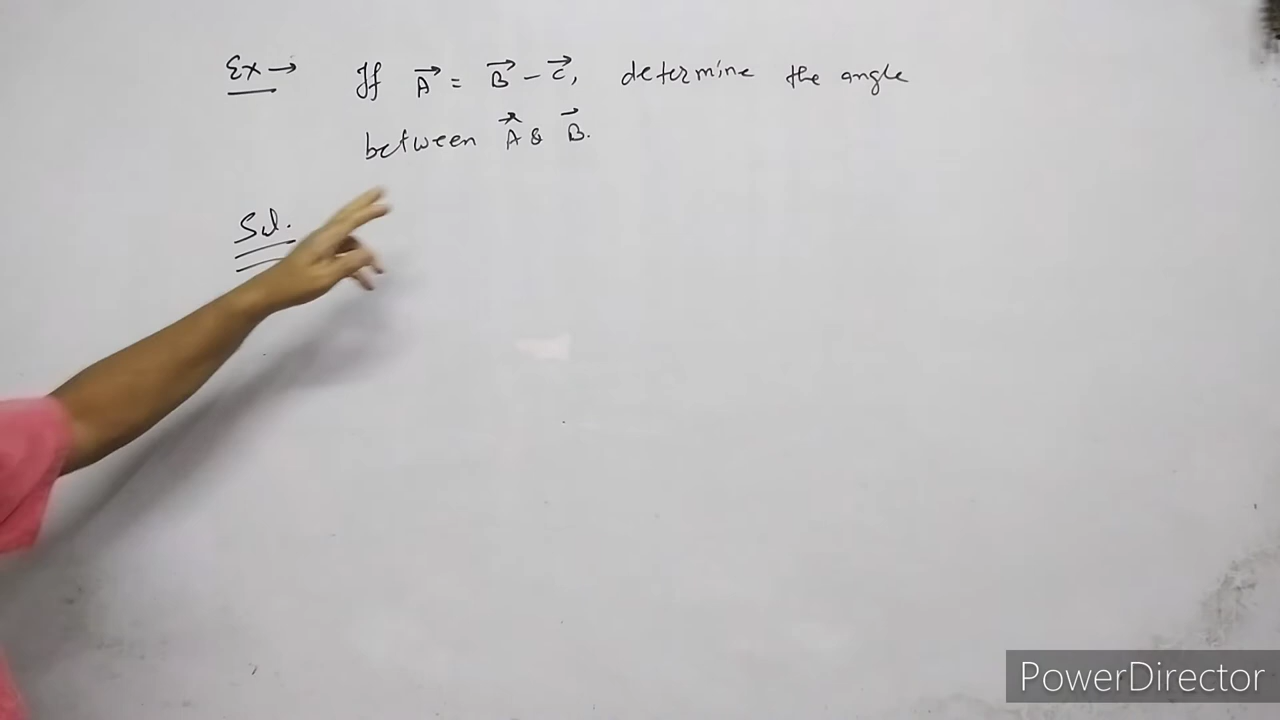 Ex → If A⃗ = B⃗ - C⃗, determine the angle
between A⃗ & B⃗.
Sol.
PowerDirector